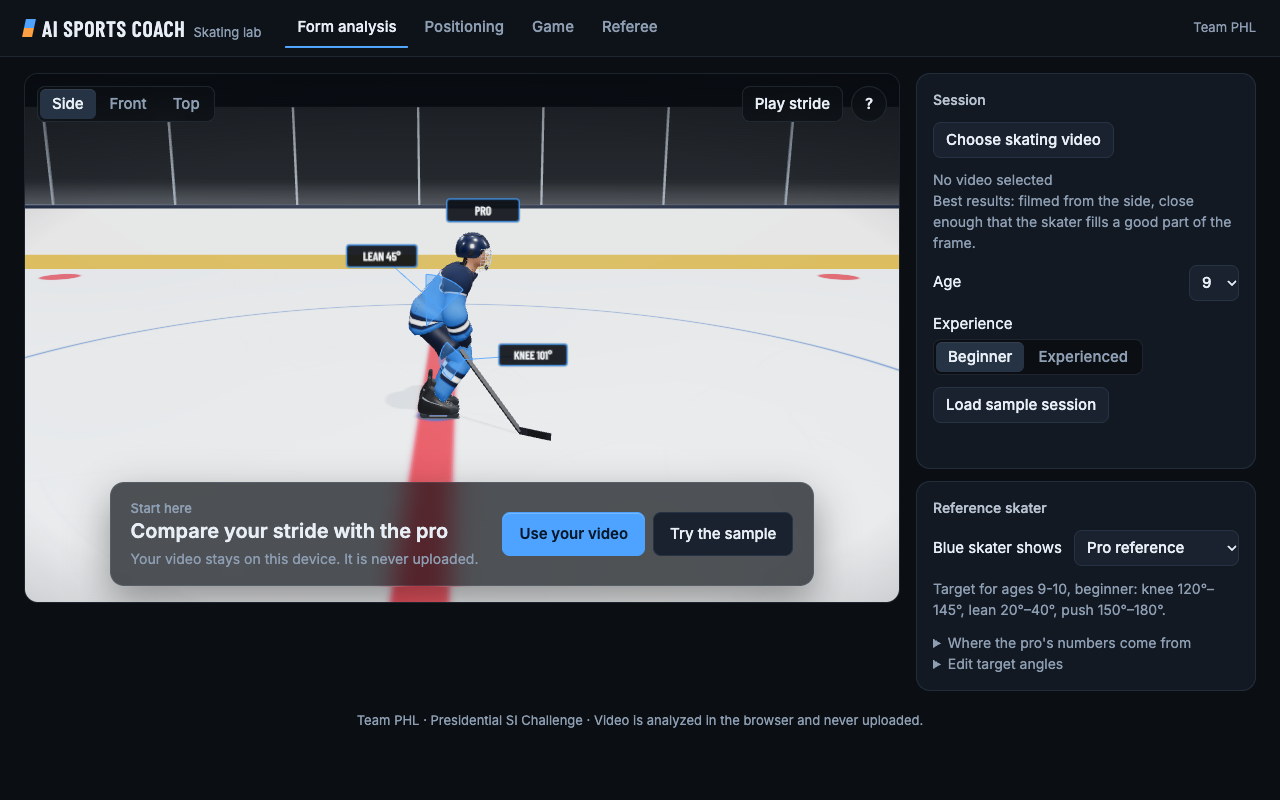 AI SPORTS COACH Skating lab
Form analysis
Positioning
Game
Referee
Team PHL
Side
Front
Top
Play stride
?
PRO
LEAN 45°
KNEE 101°
Start here
Compare your stride with the pro
Your video stays on this device. It is never uploaded.
Use your video
Try the sample
Session
Choose skating video
No video selected
Best results: filmed from the side, close
enough that the skater fills a good part of the
frame.
Age
9
Experience
Beginner
Experienced
Load sample session
Reference skater
Blue skater shows
Pro reference
Target for ages 9-10, beginner: knee 120°–
145°, lean 20°–40°, push 150°–180°.
Where the pro's numbers come from
Edit target angles
Team PHL · Presidential SI Challenge · Video is analyzed in the browser and never uploaded.